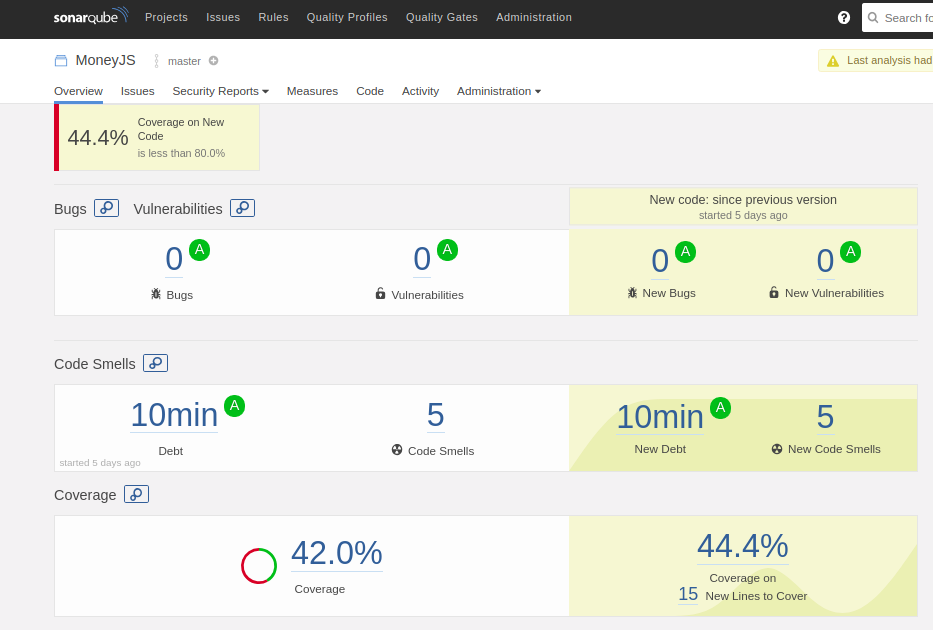 sonarqube Projects Issues Rules Quality Profiles Quality Gates Administration ? Search fo
MoneyJS master Last analysis had
Overview Issues Security Reports Measures Code Activity Administration
44.4% Coverage on New
Code
is less than 80.0%
Bugs Vulnerabilities New code: since previous version
started 5 days ago
0 A 0 A 0 A 0 A
Bugs Vulnerabilities New Bugs New Vulnerabilities
Code Smells
10min A 5 10min A 5
Debt Code Smells New Debt New Code Smells
started 5 days ago
Coverage
42.0% 44.4%
Coverage Coverage on
15 New Lines to Cover